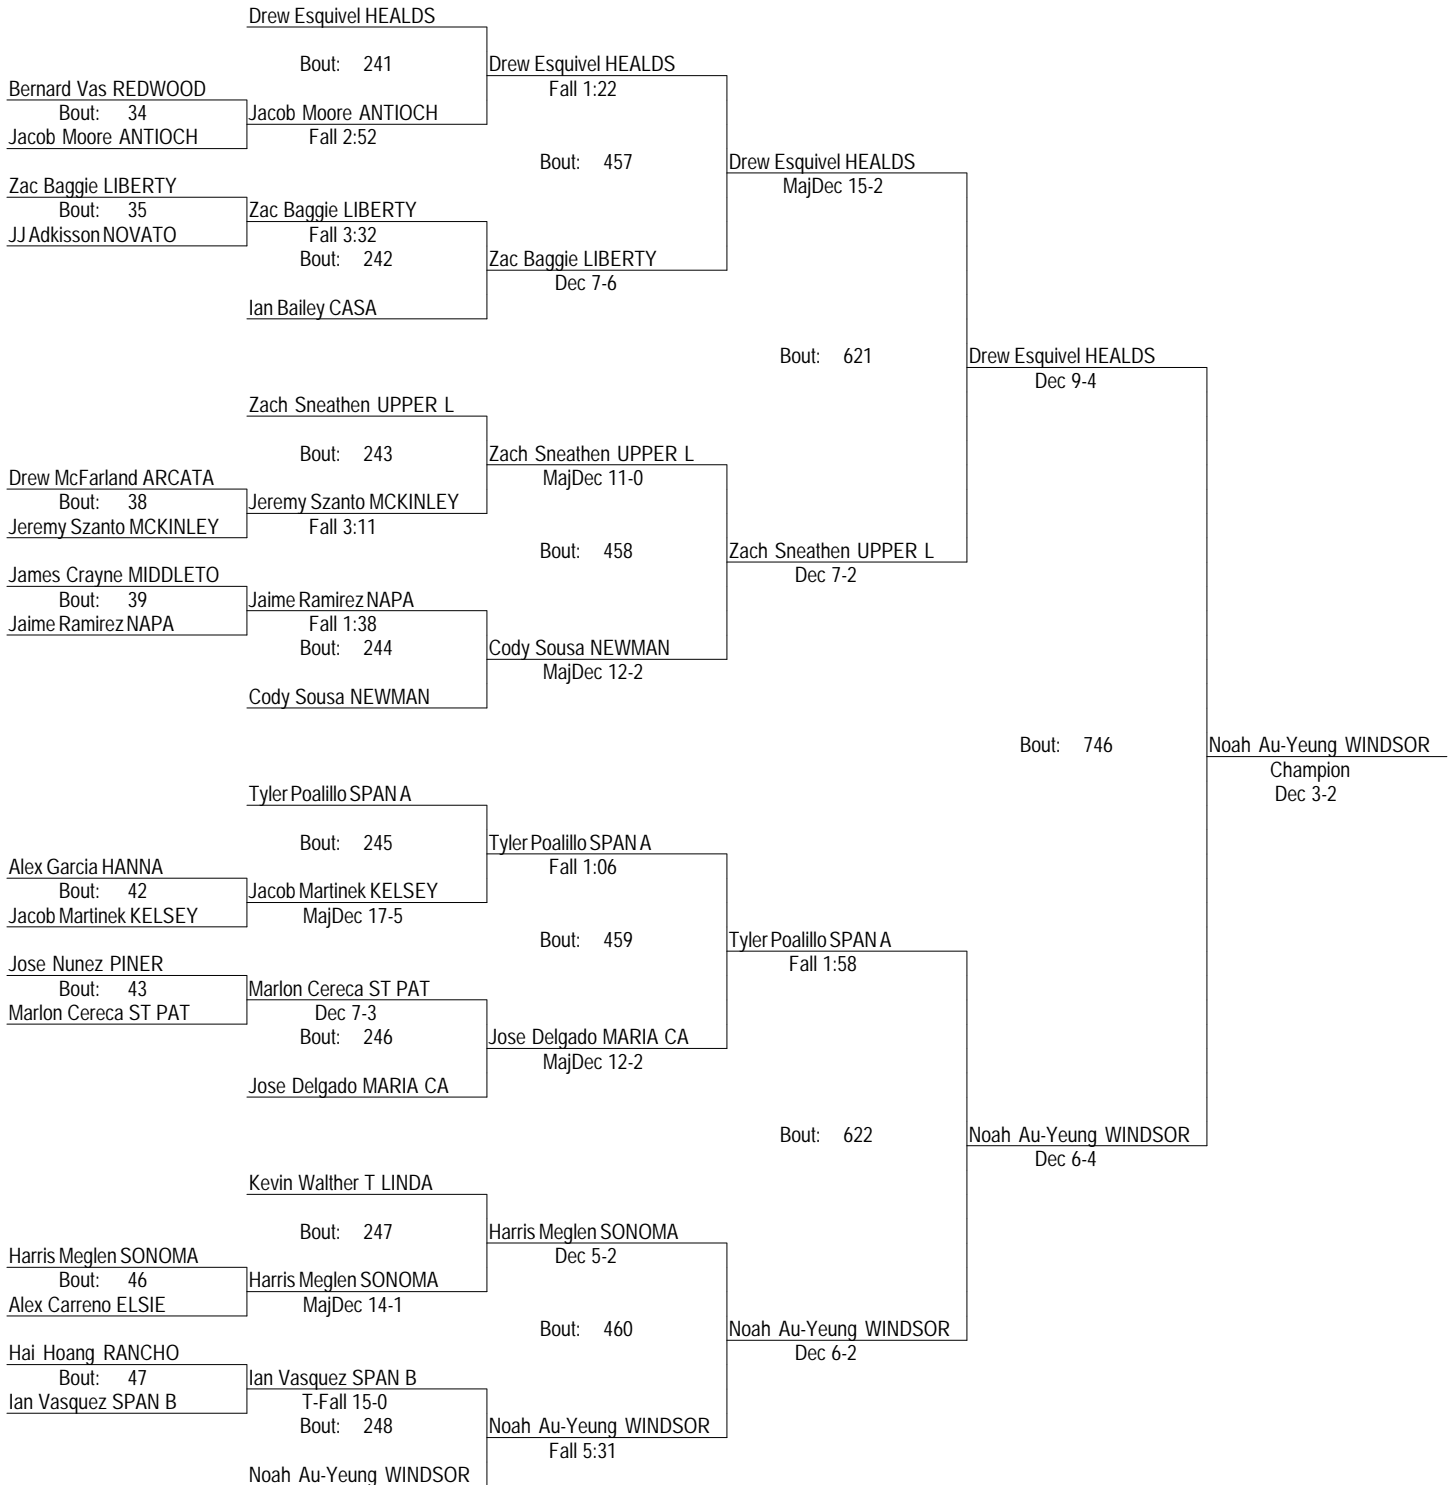 Drew Esquivel HEALDS
Bout: 241
Drew Esquivel HEALDS
Bernard Vas REDWOOD
Fall 1:22
Bout: 34
Jacob Moore ANTIOCH
Jacob Moore ANTIOCH
Fall 2:52
Bout: 457
Drew Esquivel HEALDS
Zac Baggie LIBERTY
MajDec 15-2
Bout: 35
Zac Baggie LIBERTY
JJ Adkisson NOVATO
Fall 3:32
Bout: 242
Zac Baggie LIBERTY
Dec 7-6
Ian Bailey CASA
Bout: 621
Drew Esquivel HEALDS
Dec 9-4
Zach Sneathen UPPER L
Bout: 243
Zach Sneathen UPPER L
Drew McFarland ARCATA
MajDec 11-0
Bout: 38
Jeremy Szanto MCKINLEY
Jeremy Szanto MCKINLEY
Fall 3:11
Bout: 458
Zach Sneathen UPPER L
James Crayne MIDDLETO
Dec 7-2
Bout: 39
Jaime Ramirez NAPA
Jaime Ramirez NAPA
Fall 1:38
Bout: 244
Cody Sousa NEWMAN
MajDec 12-2
Cody Sousa NEWMAN
Bout: 746
Noah Au-Yeung WINDSOR
Champion
Dec 3-2
Tyler Poalillo SPAN A
Bout: 245
Tyler Poalillo SPAN A
Alex Garcia HANNA
Fall 1:06
Bout: 42
Jacob Martinek KELSEY
Jacob Martinek KELSEY
MajDec 17-5
Bout: 459
Tyler Poalillo SPAN A
Jose Nunez PINER
Fall 1:58
Bout: 43
Marlon Cereca ST PAT
Marlon Cereca ST PAT
Dec 7-3
Bout: 246
Jose Delgado MARIA CA
MajDec 12-2
Jose Delgado MARIA CA
Bout: 622
Noah Au-Yeung WINDSOR
Dec 6-4
Kevin Walther T LINDA
Bout: 247
Harris Meglen SONOMA
Harris Meglen SONOMA
Dec 5-2
Bout: 46
Harris Meglen SONOMA
Alex Carreno ELSIE
MajDec 14-1
Bout: 460
Noah Au-Yeung WINDSOR
Hai Hoang RANCHO
Dec 6-2
Bout: 47
Ian Vasquez SPAN B
Ian Vasquez SPAN B
T-Fall 15-0
Bout: 248
Noah Au-Yeung WINDSOR
Fall 5:31
Noah Au-Yeung WINDSOR